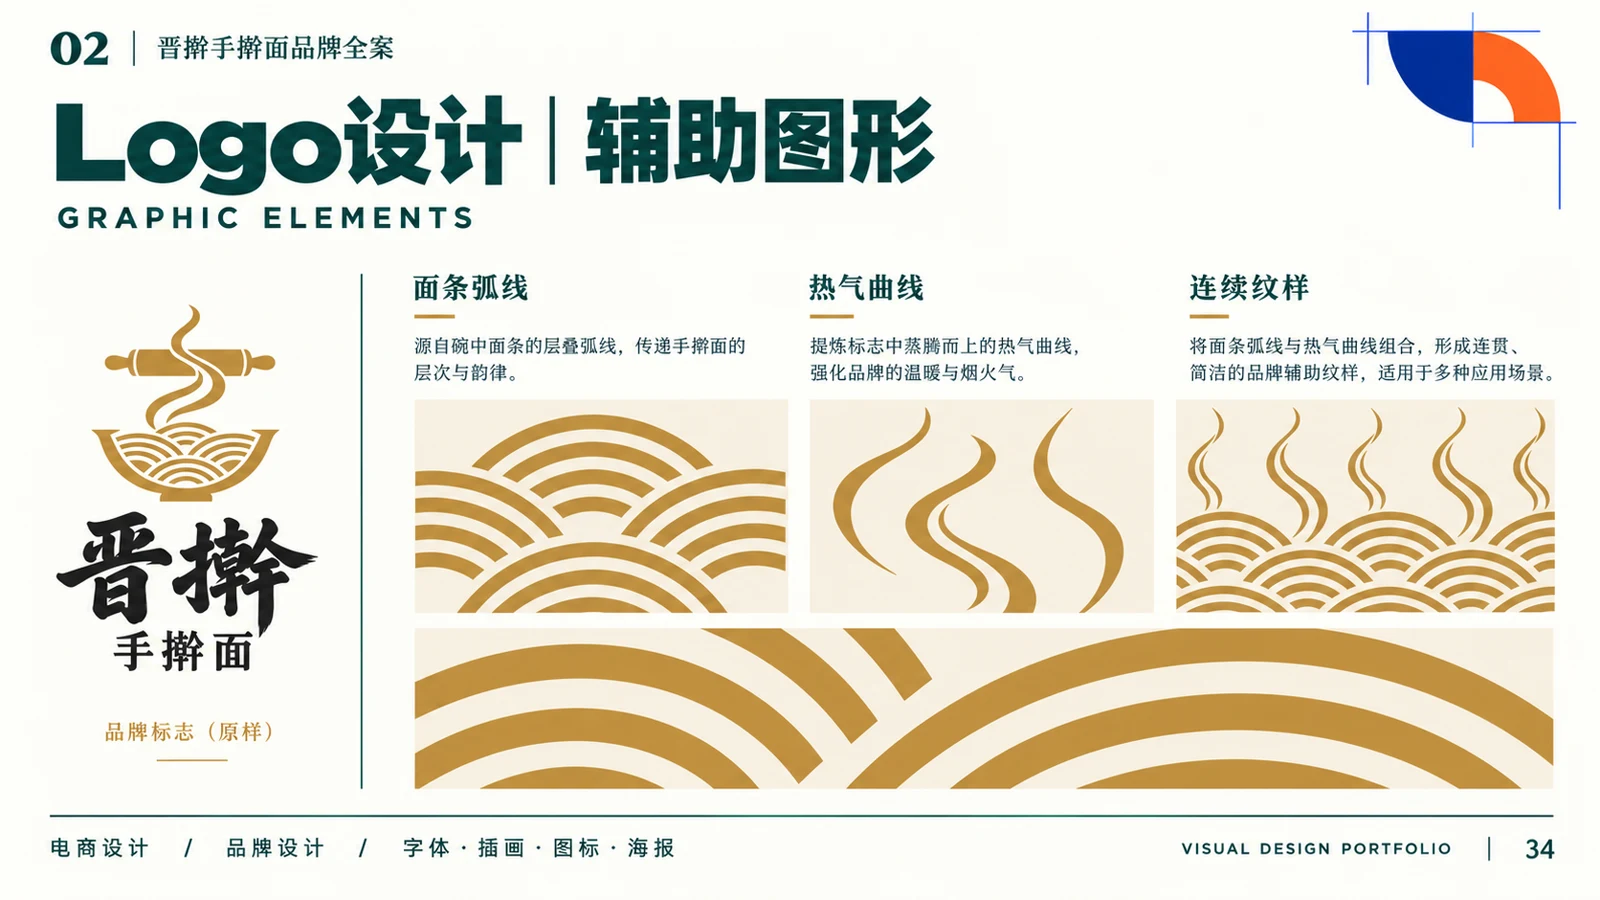 02 | 晋擀手擀面品牌全案
Logo设计 | 辅助图形
GRAPHIC ELEMENTS
晋擀
手擀面
品牌标志（原样）
面条弧线
源自碗中面条的层叠弧线，传递手擀面的
层次与韵律。
热气曲线
提炼标志中蒸腾而上的热气曲线，
强化品牌的温暖与烟火气。
连续纹样
将面条弧线与热气曲线组合，形成连贯、
简洁的品牌辅助纹样，适用于多种应用场景。
电商设计 / 品牌设计 / 字体·插画·图标·海报
VISUAL DESIGN PORTFOLIO | 34